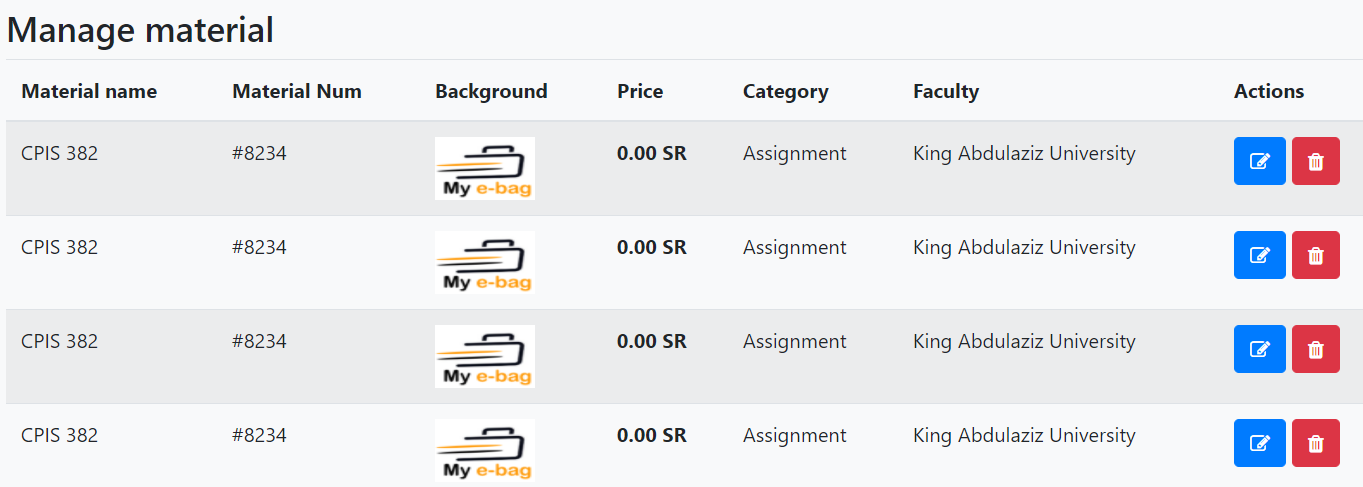 Manage material
Material name Material Num Background Price Category Faculty Actions
CPIS 382 #8234 My e-bag 0.00 SR Assignment King Abdulaziz University
CPIS 382 #8234 My e-bag 0.00 SR Assignment King Abdulaziz University
CPIS 382 #8234 My e-bag 0.00 SR Assignment King Abdulaziz University
CPIS 382 #8234 My e-bag 0.00 SR Assignment King Abdulaziz University